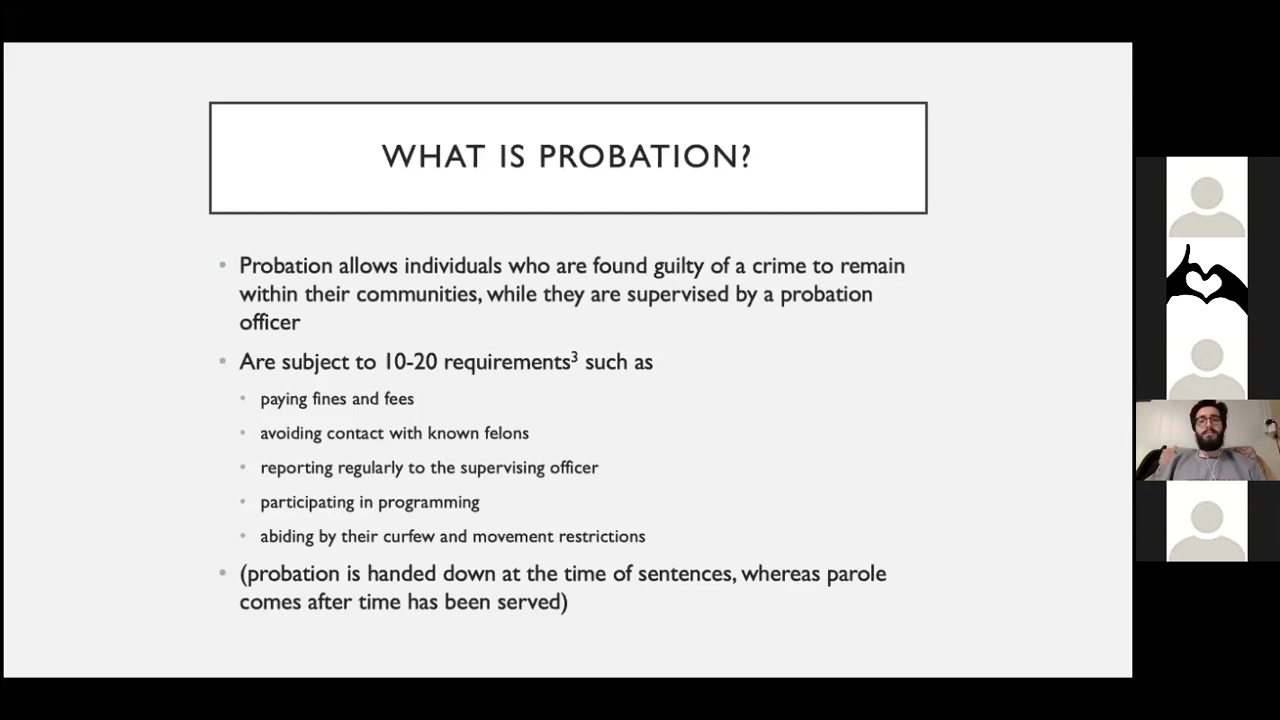 WHAT IS PROBATION?
• Probation allows individuals who are found guilty of a crime to remain
within their communities, while they are supervised by a probation
officer
• Are subject to 10-20 requirements³ such as
• paying fines and fees
• avoiding contact with known felons
• reporting regularly to the supervising officer
• participating in programming
• abiding by their curfew and movement restrictions
• (probation is handed down at the time of sentences, whereas parole
comes after time has been served)